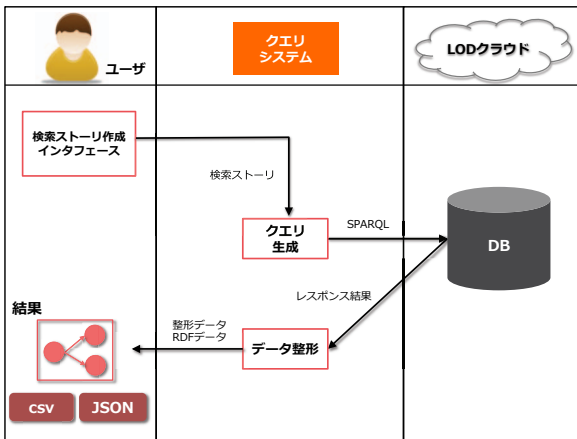 ユーザ
クエリ
システム
LODクラウド
検索ストーリ作成
インタフェース
検索ストーリ
クエリ
生成
SPARQL
DB
レスポンス結果
結果
整形データ
RDFデータ
データ整形
csv
JSON